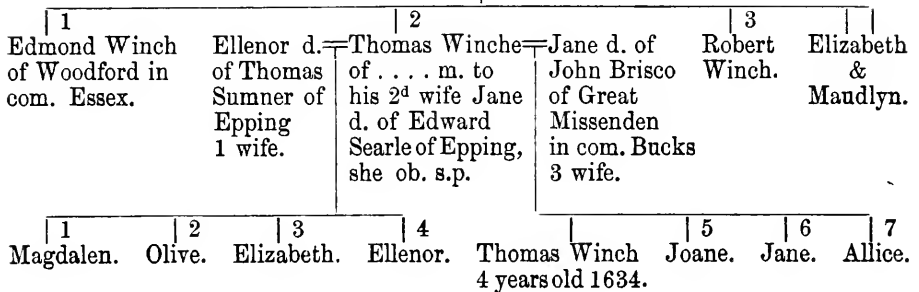 1
Edmond Winch
of Woodford in
com. Essex.
Ellenor d.
of Thomas
Sumner of
Epping
1 wife.
2
Thomas Winche
of . . . . m. to
his 2d wife Jane
d. of Edward
Searle of Epping,
she ob. s.p.
Jane d. of
John Brisco
of Great
Missenden
in com. Bucks
3 wife.
3
Robert
Winch.
Elizabeth
&
Maudlyn.
1
Magdalen.
2
Olive.
3
Elizabeth.
4
Ellenor.
Thomas Winch
4 years old 1634.
5
Joane.
6
Jane.
7
Allice.